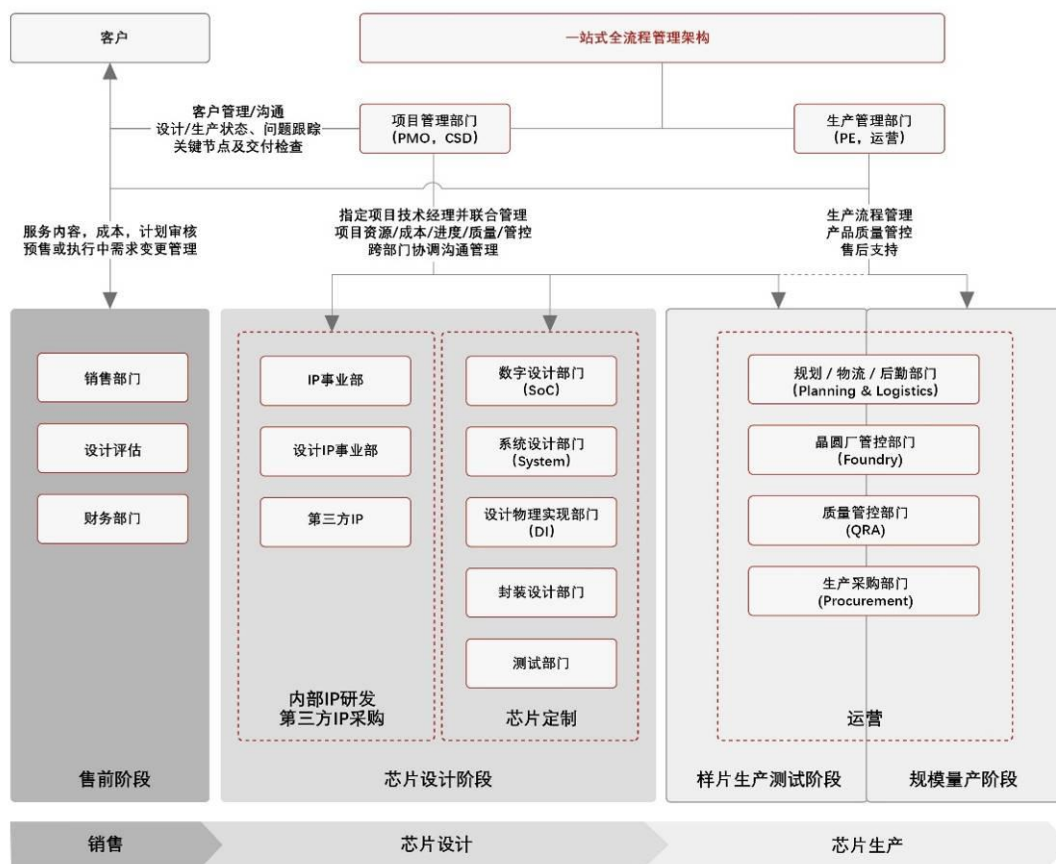 客户
一站式全流程管理架构
客户管理/沟通
设计/生产状态、问题跟踪
关键节点及交付检查
项目管理部门
(PMO，CSD)
生产管理部门
(PE，运营)
服务内容，成本，计划审核
预售或执行中需求变更管理
指定项目技术经理并联合管理
项目资源/成本/进度/质量/管控
跨部门协调沟通管理
生产流程管理
产品质量管控
售后支持
销售部门
设计评估
财务部门
售前阶段
IP事业部
设计IP事业部
第三方IP
内部IP研发
第三方IP采购
数字设计部门
(SoC)
系统设计部门
(System)
设计物理实现部门
(DI)
封装设计部门
测试部门
芯片定制
芯片设计阶段
规划 / 物流 / 后勤部门
(Planning & Logistics)
晶圆厂管控部门
(Foundry)
质量管控部门
(QRA)
生产采购部门
(Procurement)
运营
样片生产测试阶段
规模量产阶段
销售
芯片设计
芯片生产